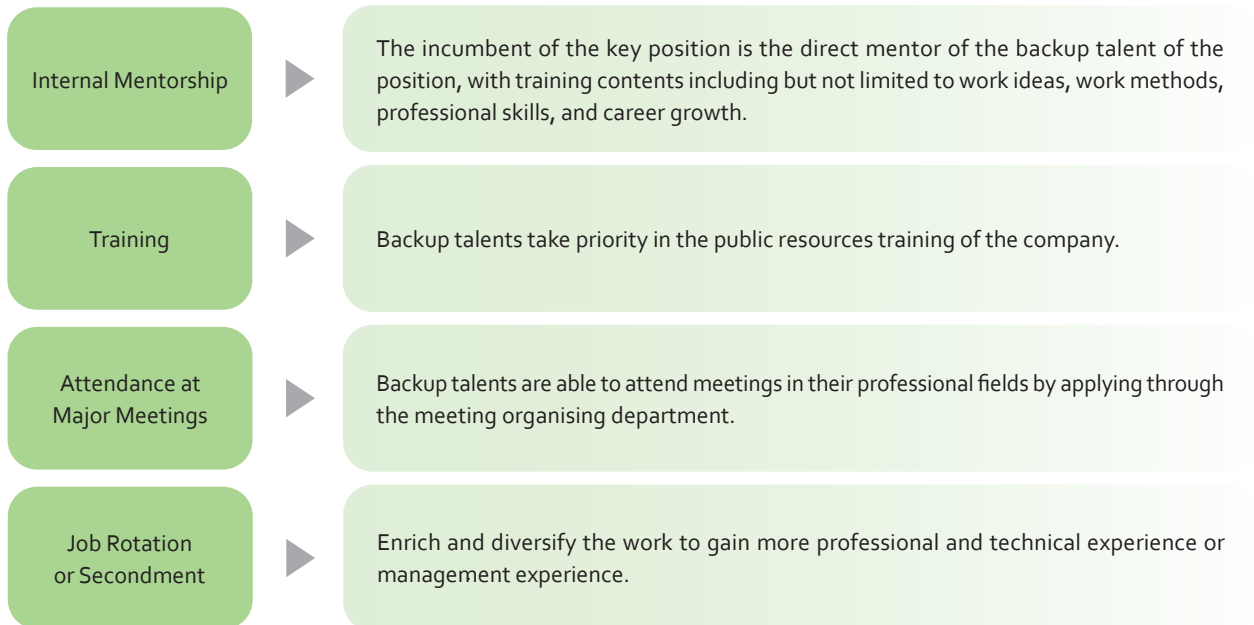 Internal Mentorship
The incumbent of the key position is the direct mentor of the backup talent of the
position, with training contents including but not limited to work ideas, work methods,
professional skills, and career growth.
Training
Backup talents take priority in the public resources training of the company.
Attendance at
Major Meetings
Backup talents are able to attend meetings in their professional fields by applying through
the meeting organising department.
Job Rotation
or Secondment
Enrich and diversify the work to gain more professional and technical experience or
management experience.